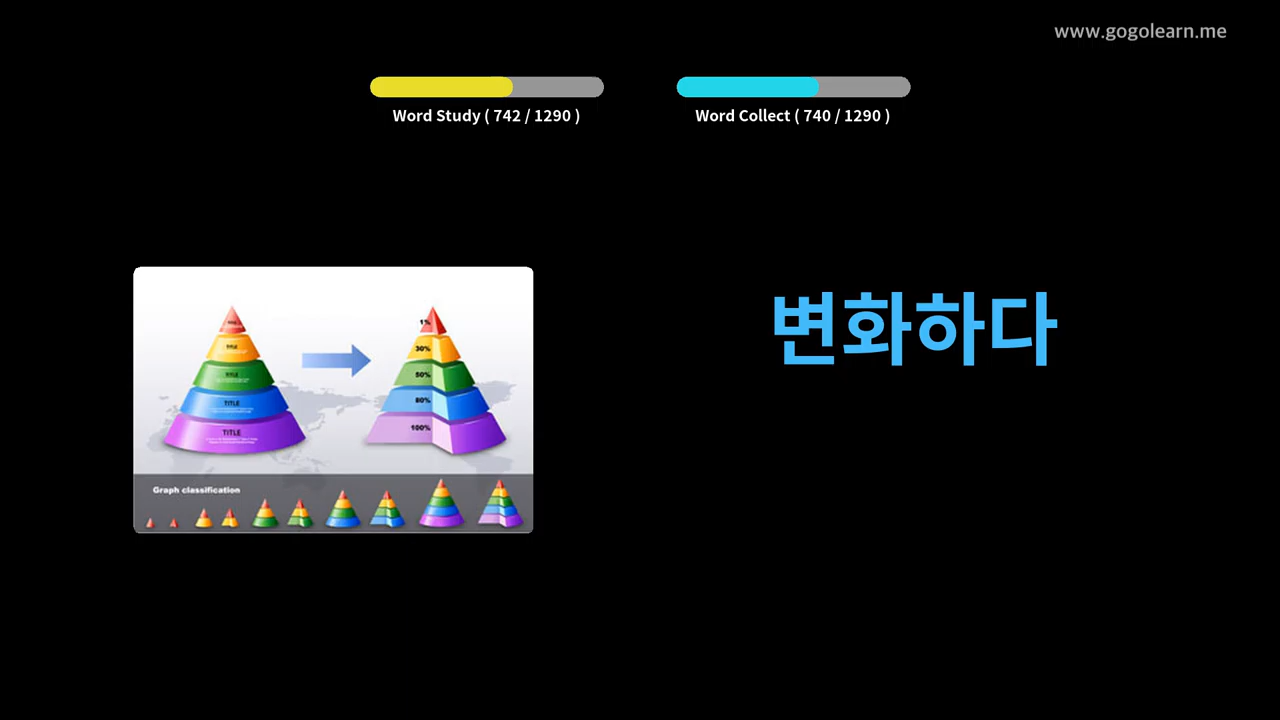 www.gogolearn.me
Word Study ( 742 / 1290 )
Word Collect ( 740 / 1290 )
변화하다
TITLE
TITLE
TITLE
TITLE
1%
30%
50%
80%
100%
Graph classification